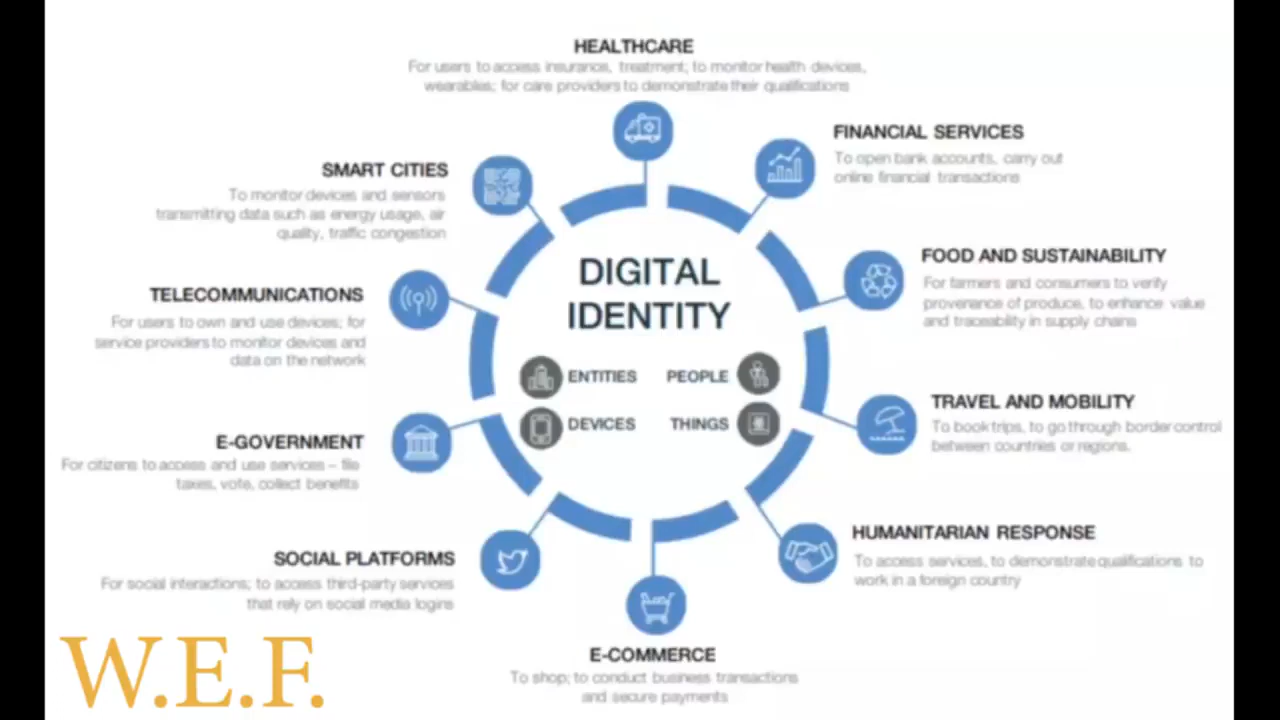 HEALTHCARE
For users to access insurance, treatment; to monitor health devices,
wearables; for care providers to demonstrate their qualifications
FINANCIAL SERVICES
To open bank accounts, carry out
online financial transactions
FOOD AND SUSTAINABILITY
For farmers and consumers to verify
provenance of produce, to enhance value
and traceability in supply chains
TRAVEL AND MOBILITY
To book trips, to go through border control
between countries or regions.
HUMANITARIAN RESPONSE
To access services, to demonstrate qualifications to
work in a foreign country
E-COMMERCE
To shop; to conduct business transactions
and secure payments
SOCIAL PLATFORMS
For social interactions; to access third-party services
that rely on social media logins
E-GOVERNMENT
For citizens to access and use services – file
taxes, vote, collect benefits
TELECOMMUNICATIONS
For users to own and use devices; for
service providers to monitor devices and
data on the network
SMART CITIES
To monitor devices and sensors
transmitting data such as energy usage, air
quality, traffic congestion
DIGITAL
IDENTITY
ENTITIES
PEOPLE
DEVICES
THINGS
W.E.F.